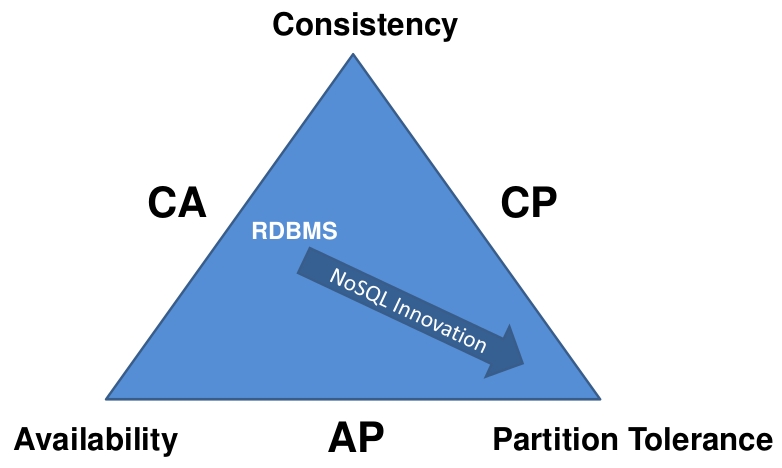 Consistency
CA
CP
RDBMS
NoSQL Innovation
Availability
AP
Partition Tolerance